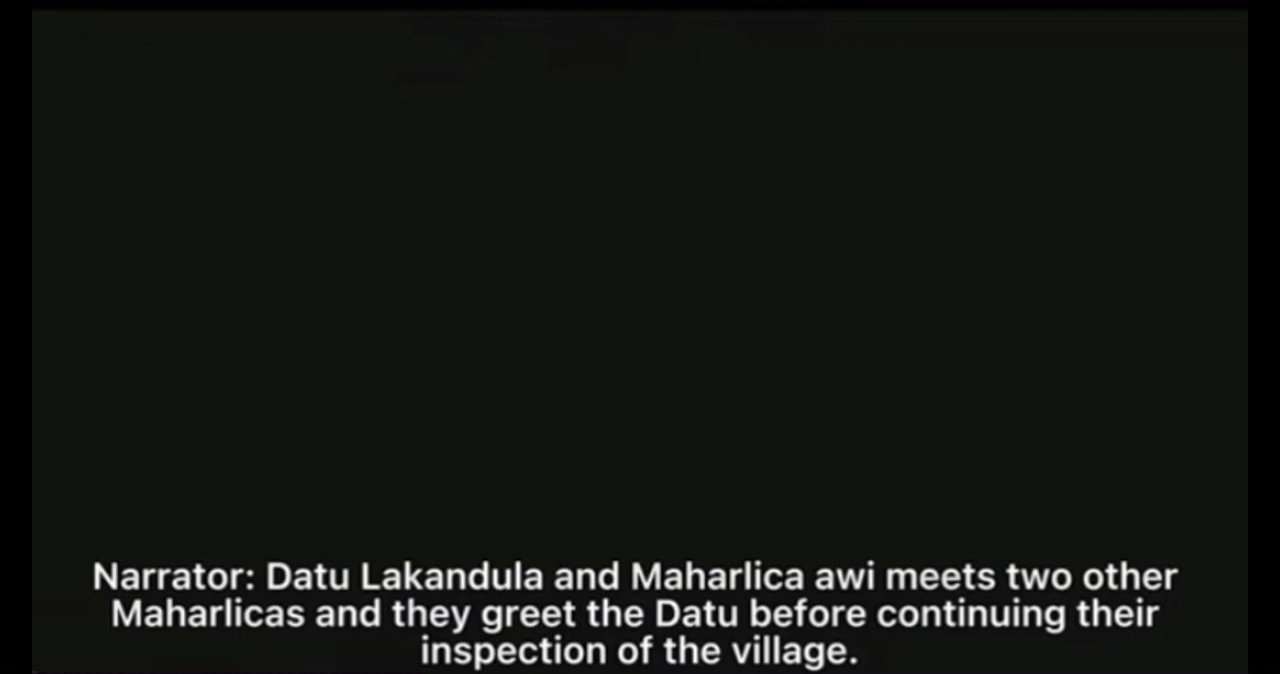 Narrator: Datu Lakandula and Maharlica awi meets two other
Maharlicas and they greet the Datu before continuing their
inspection of the village.